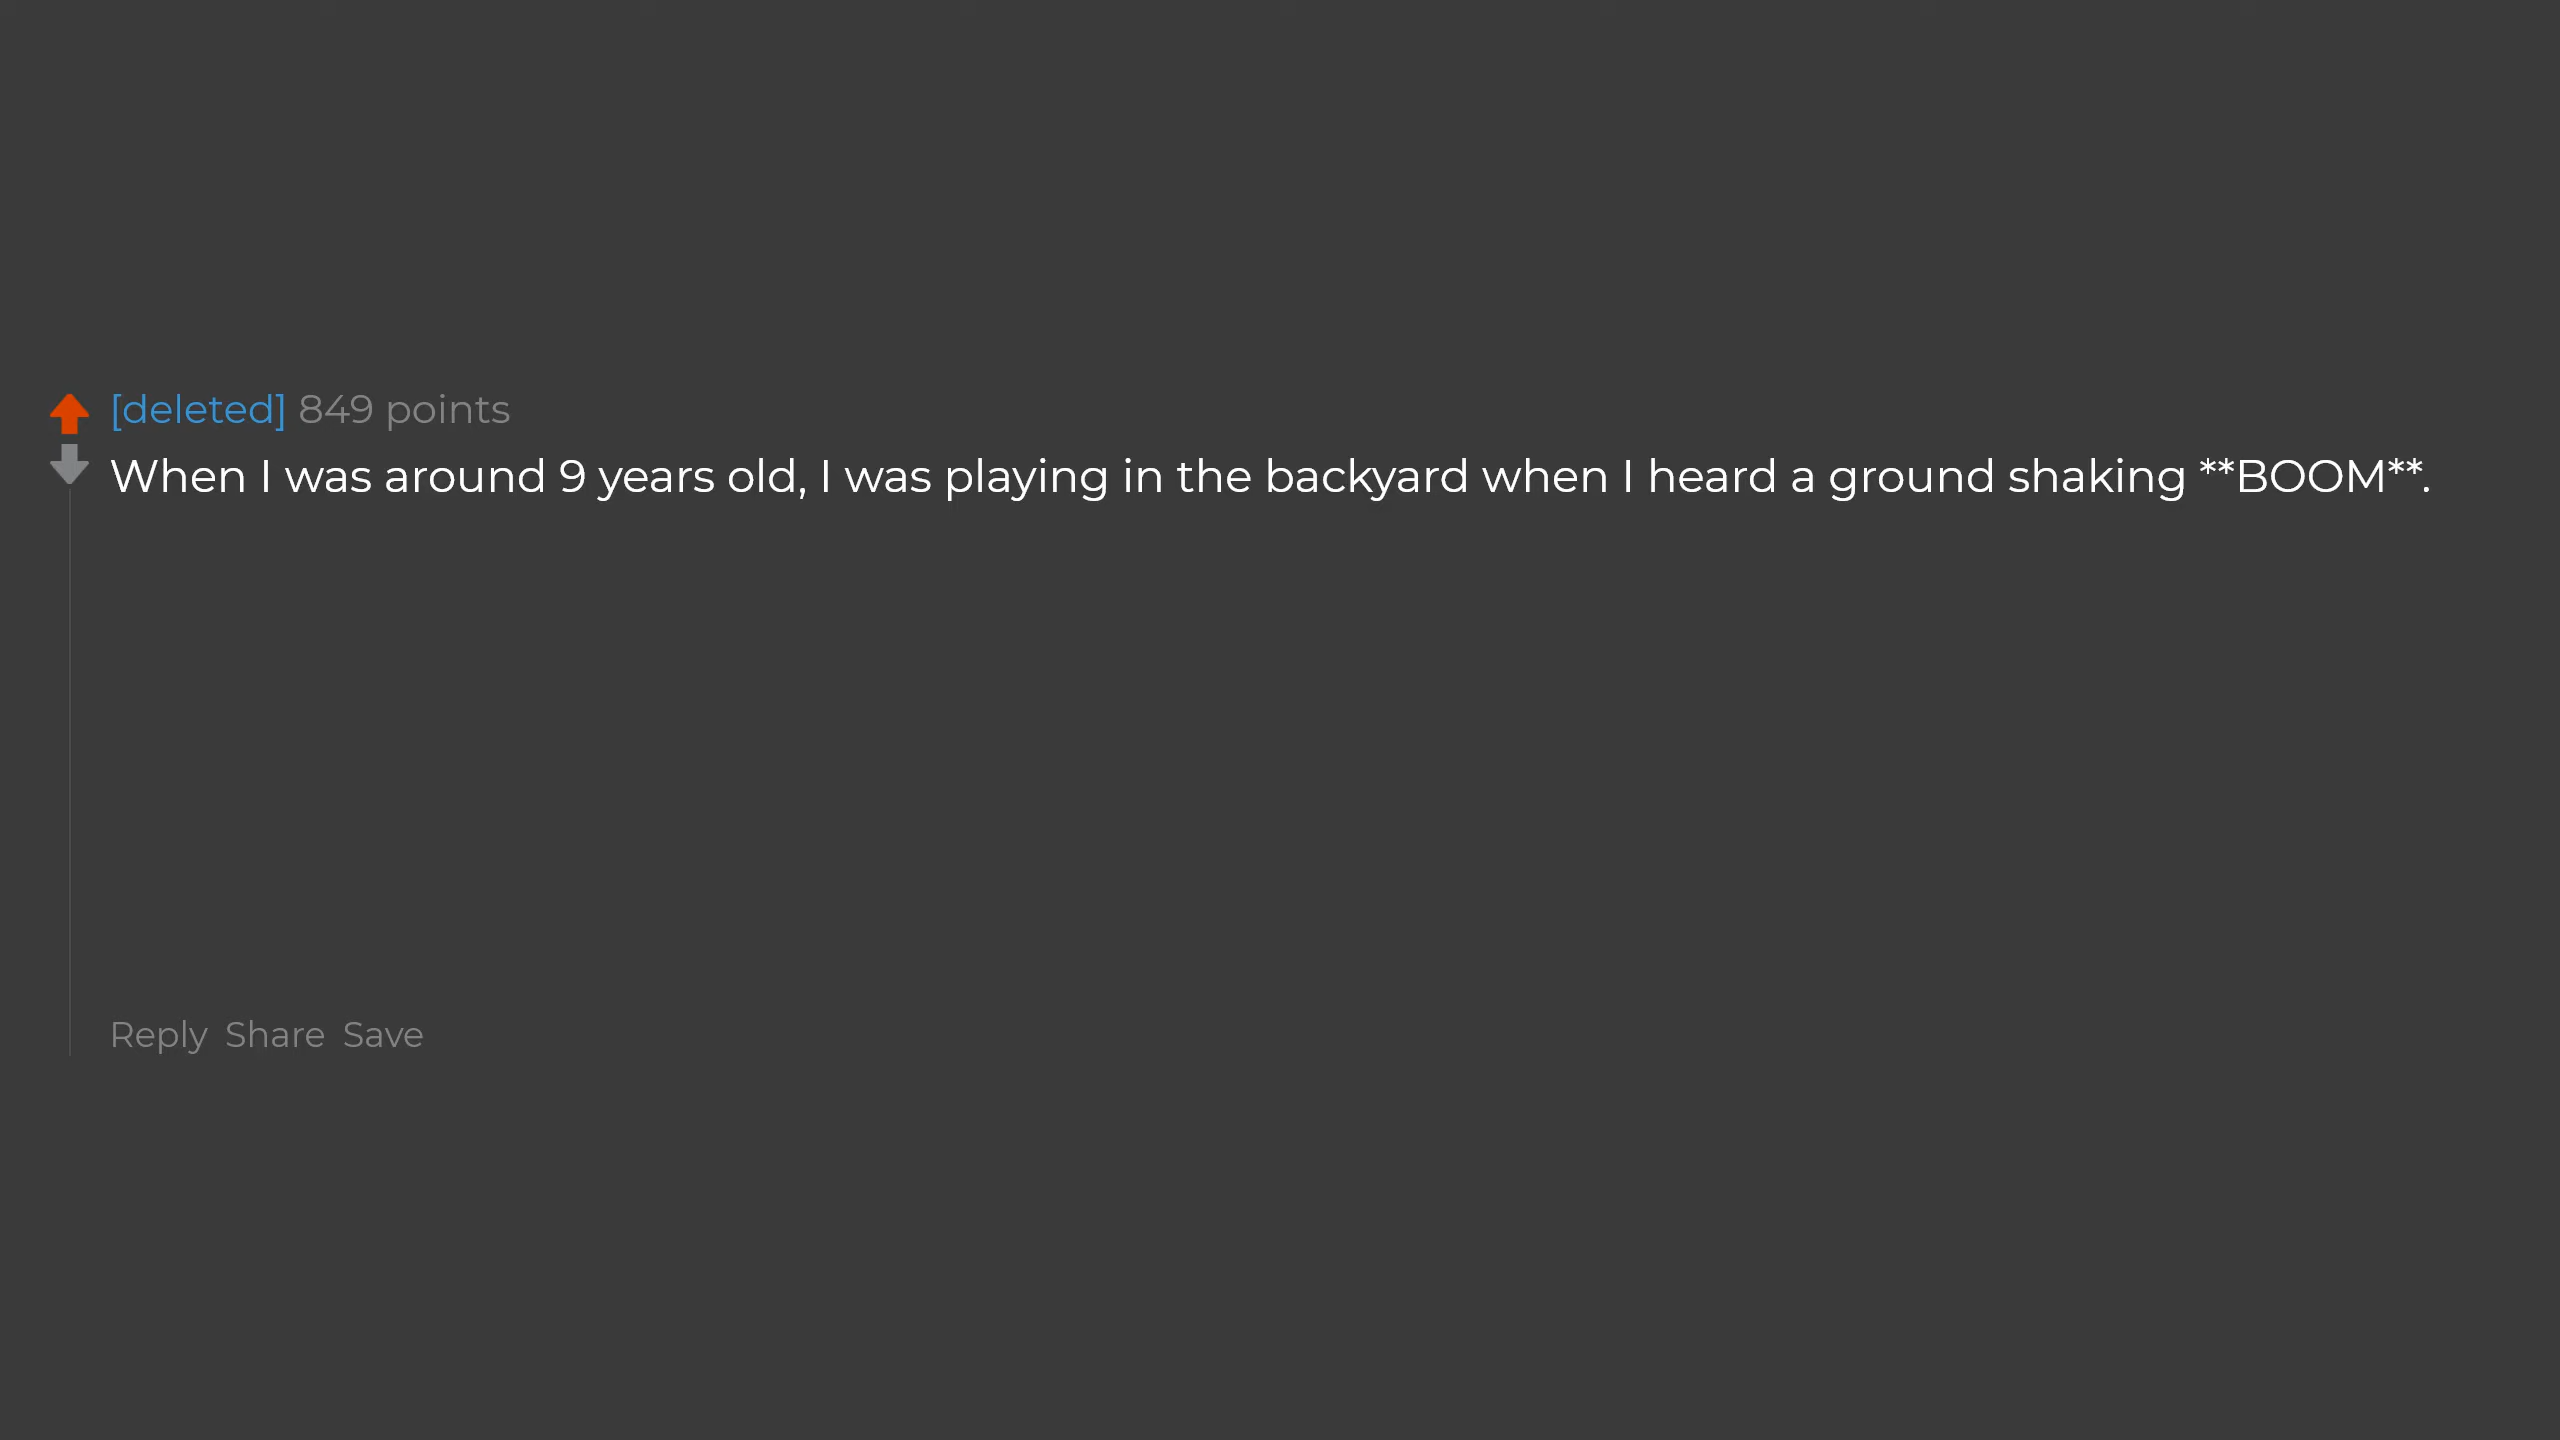 [deleted] 849 points
When I was around 9 years old, I was playing in the backyard when I heard a ground shaking **BOOM**.
Reply Share Save